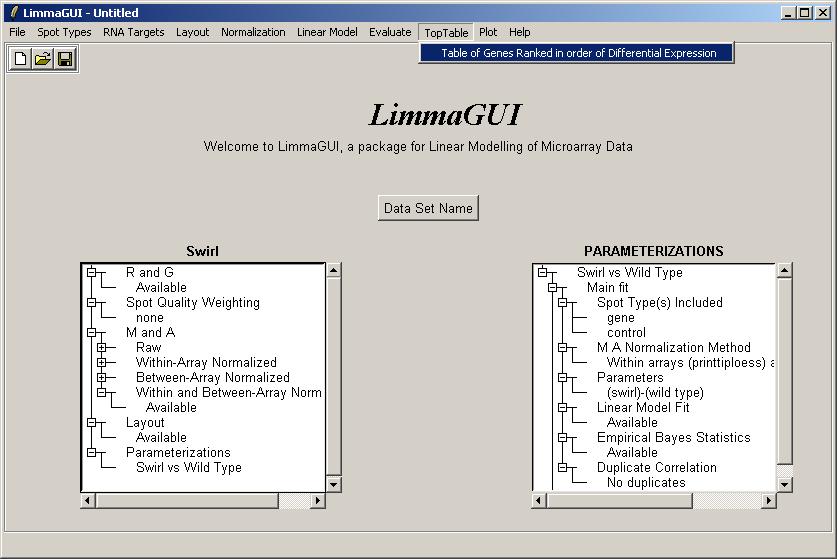 LimmaGUI - Untitled
File Spot Types RNA Targets Layout Normalization Linear Model Evaluate TopTable Plot Help
Table of Genes Ranked in order of Differential Expression
LimmaGUI
Welcome to LimmaGUI, a package for Linear Modelling of Microarray Data
Data Set Name
Swirl
R and G
Available
Spot Quality Weighting
none
M and A
Raw
Within-Array Normalized
Between-Array Normalized
Within and Between-Array Norm
Available
Layout
Available
Parameterizations
Swirl vs Wild Type
PARAMETERIZATIONS
Swirl vs Wild Type
Main fit
Spot Type(s) Included
gene
control
M A Normalization Method
Within arrays (printtiploess) a
Parameters
(swirl)-(wild type)
Linear Model Fit
Available
Empirical Bayes Statistics
Available
Duplicate Correlation
No duplicates